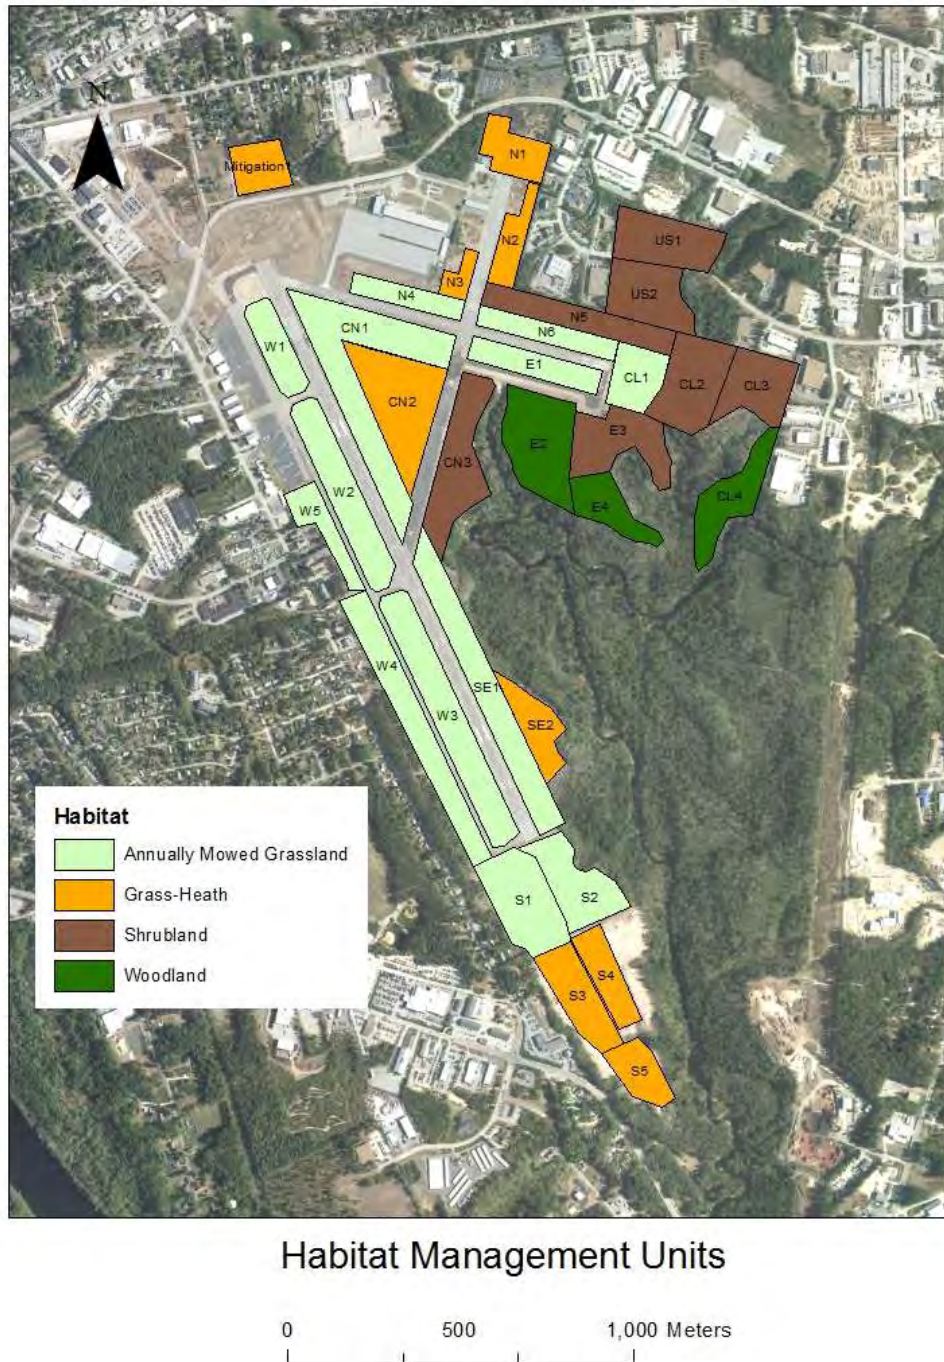 N
Mitigation1
N1
N2
US1
US2
N3
N4
N5
N6
W1
CN1
E1
CL1
CL2
CL3
CN2
E3
E2
CN3
W2
W5
E4
CL4
W4
SE1
W3
SE2
Habitat
Annually Mowed Grassland
Grass-Heath
Shrubland
Woodland
S1
S2
S4
S3
S5
Habitat Management Units
0 500 1,000 Meters